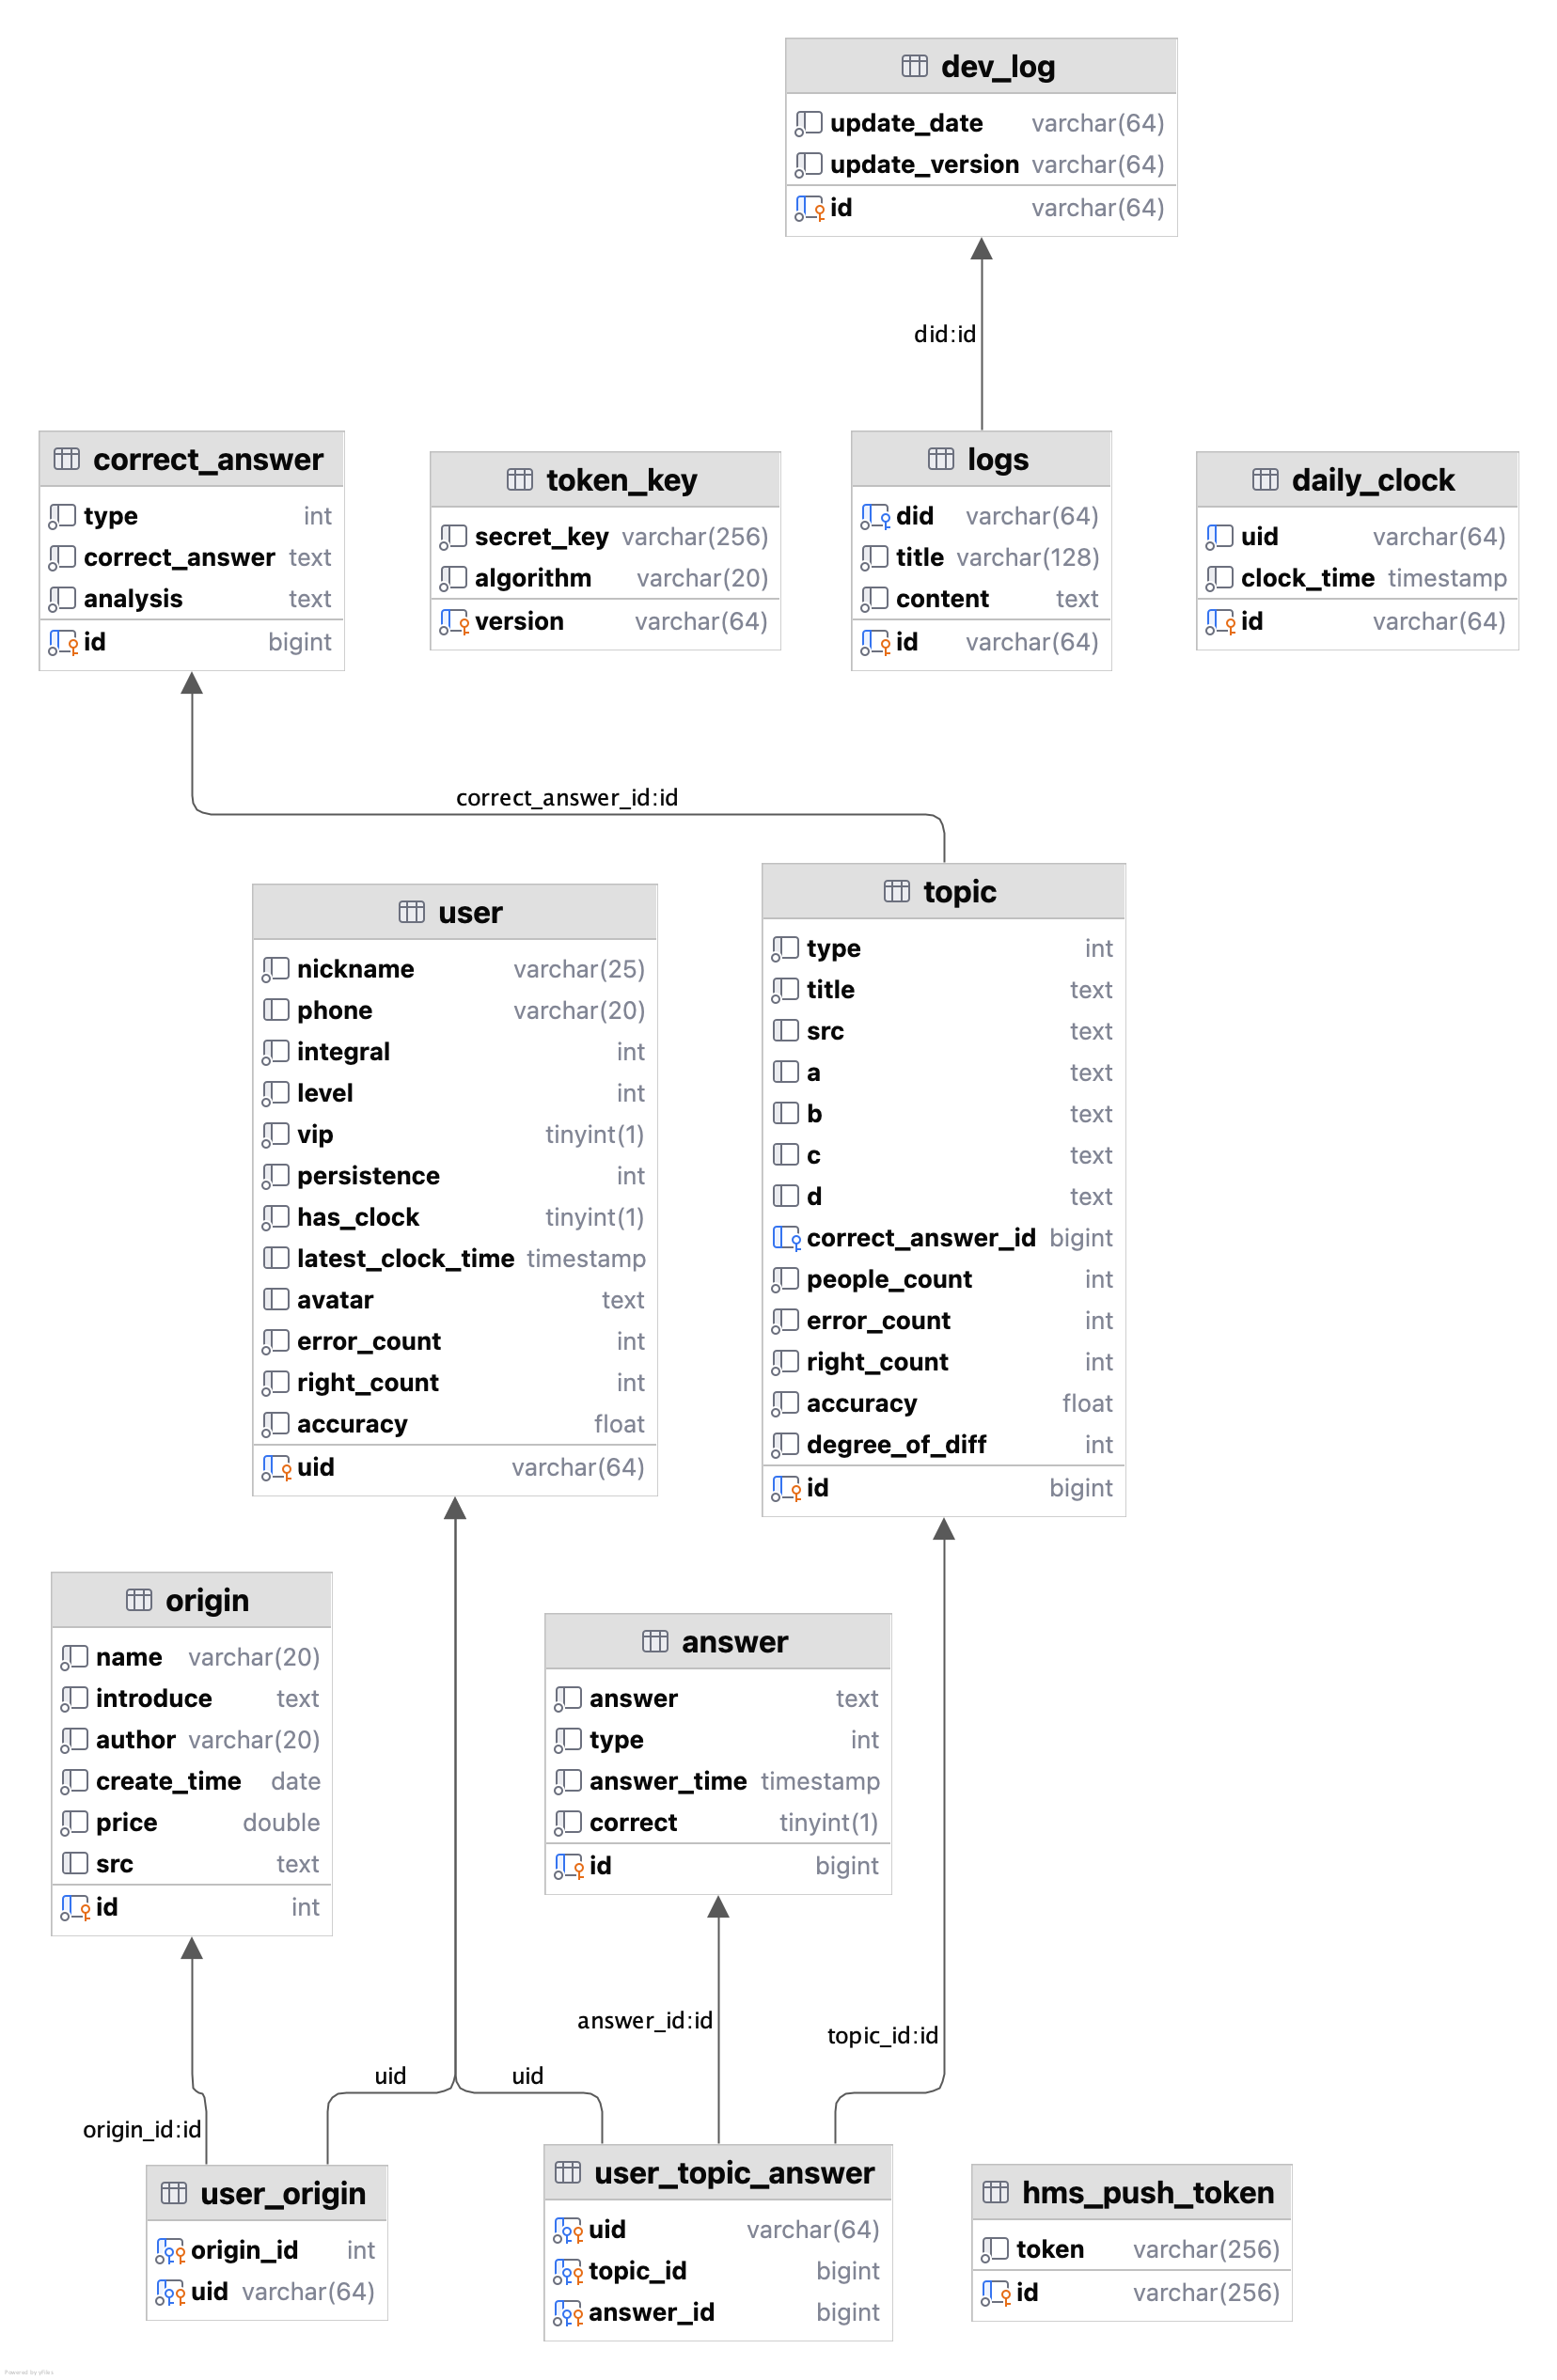 dev_log
update_date varchar(64)
update_version varchar(64)
id varchar(64)
did:id
correct_answer
type int
correct_answer text
analysis text
id bigint
token_key
secret_key varchar(256)
algorithm varchar(20)
version varchar(64)
logs
did varchar(64)
title varchar(128)
content text
id varchar(64)
daily_clock
uid varchar(64)
clock_time timestamp
id varchar(64)
correct_answer_id:id
user
nickname varchar(25)
phone varchar(20)
integral int
level int
vip tinyint(1)
persistence int
has_clock tinyint(1)
latest_clock_time timestamp
avatar text
error_count int
right_count int
accuracy float
uid varchar(64)
topic
type int
title text
src text
a text
b text
c text
d text
correct_answer_id bigint
people_count int
error_count int
right_count int
accuracy float
degree_of_diff int
id bigint
origin
name varchar(20)
introduce text
author varchar(20)
create_time date
price double
src text
id int
answer
answer text
type int
answer_time timestamp
correct tinyint(1)
id bigint
answer_id:id
topic_id:id
uid
uid
origin_id:id
user_origin
origin_id int
uid varchar(64)
user_topic_answer
uid varchar(64)
topic_id bigint
answer_id bigint
hms_push_token
token varchar(256)
id varchar(256)
Powered by yFiles